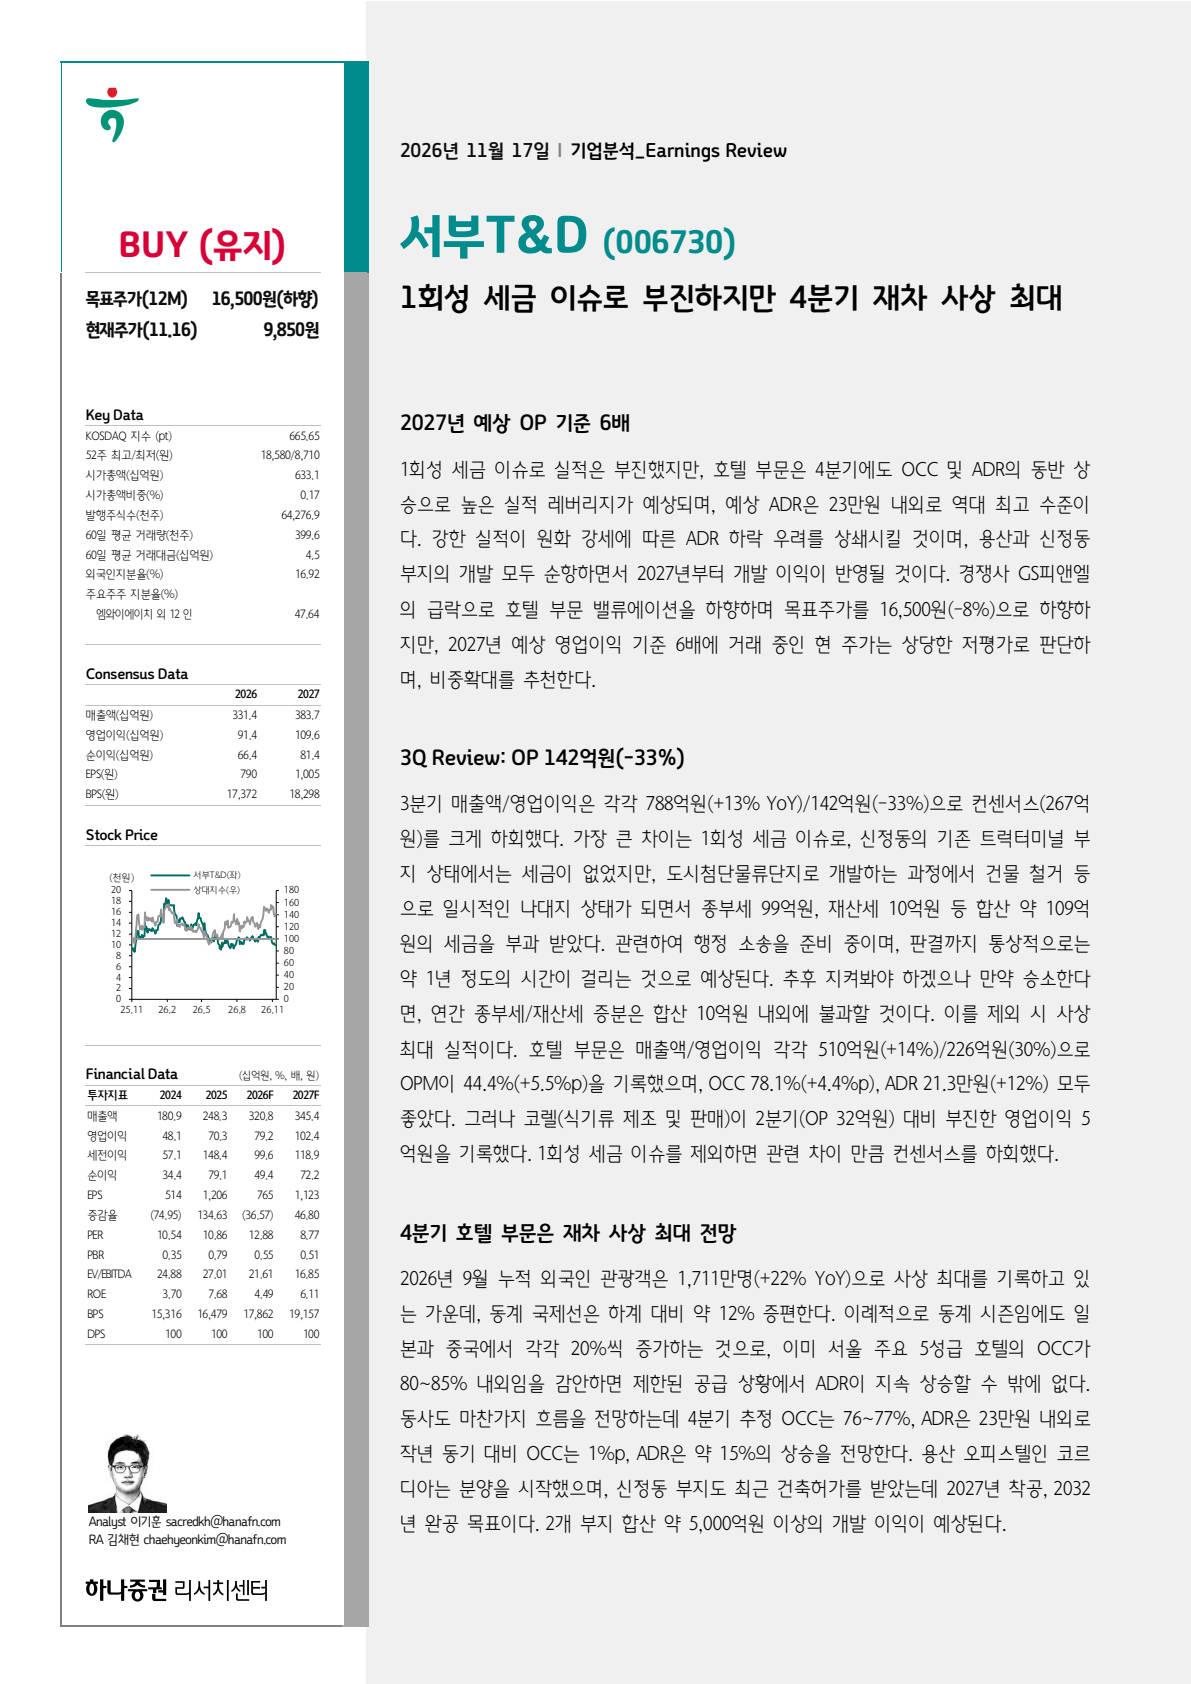 2026년 11월 17일 | 기업분석_Earnings Review
BUY (유지)
목표주가(12M) 16,500원(하향)
현재주가(11.16) 9,850원
Key Data
KOSDAQ 지수 (pt) 665.65
52주 최고/최저(원) 18,580/8,710
시가총액(십억원) 633.1
시가총액비중(%) 0.17
발행주식수(천주) 64,276.9
60일 평균 거래량(천주) 399.6
60일 평균 거래대금(십억원) 4.5
외국인지분율(%) 16.92
주요주주 지분율(%)
엠와이에이치 외 12 인 47.64
Consensus Data
2026 2027
매출액(십억원) 331.4 383.7
영업이익(십억원) 91.4 109.6
순이익(십억원) 66.4 81.4
EPS(원) 790 1,005
BPS(원) 17,372 18,298
Stock Price
(천원)
서부T&D(좌)
상대지수(우)
20 180
18 160
16 140
14 120
12 100
10 80
8 60
6 40
4 20
2 0
0
25.11 26.2 26.5 26.8 26.11
Financial Data (십억원, %, 배, 원)
투자지표 2024 2025 2026F 2027F
매출액 180.9 248.3 320.8 345.4
영업이익 48.1 70.3 79.2 102.4
세전이익 57.1 148.4 99.6 118.9
순이익 34.4 79.1 49.4 72.2
EPS 514 1,206 765 1,123
증감율 (74.95) 134.63 (36.57) 46.80
PER 10.54 10.86 12.88 8.77
PBR 0.35 0.79 0.55 0.51
EV/EBITDA 24.88 27.01 21.61 16.85
ROE 3.70 7.68 4.49 6.11
BPS 15,316 16,479 17,862 19,157
DPS 100 100 100 100
Analyst 이기훈 sacredkh@hanafn.com
RA 김채현 chaehyeonkim@hanafn.com
하나증권 리서치센터
서부T&D (006730)
1회성 세금 이슈로 부진하지만 4분기 재차 사상 최대
2027년 예상 OP 기준 6배
1회성 세금 이슈로 실적은 부진했지만, 호텔 부문은 4분기에도 OCC 및 ADR의 동반 상
승으로 높은 실적 레버리지가 예상되며, 예상 ADR은 23만원 내외로 역대 최고 수준이
다. 강한 실적이 원화 강세에 따른 ADR 하락 우려를 상쇄시킬 것이며, 용산과 신정동
부지의 개발 모두 순항하면서 2027년부터 개발 이익이 반영될 것이다. 경쟁사 GS피앤엘
의 급락으로 호텔 부문 밸류에이션을 하향하며 목표주가를 16,500원(-8%)으로 하향하
지만, 2027년 예상 영업이익 기준 6배에 거래 중인 현 주가는 상당한 저평가로 판단하
며, 비중확대를 추천한다.
3Q Review: OP 142억원(-33%)
3분기 매출액/영업이익은 각각 788억원(+13% YoY)/142억원(-33%)으로 컨센서스(267억
원)를 크게 하회했다. 가장 큰 차이는 1회성 세금 이슈로, 신정동의 기존 트럭터미널 부
지 상태에서는 세금이 없었지만, 도시첨단물류단지로 개발하는 과정에서 건물 철거 등
으로 일시적인 나대지 상태가 되면서 종부세 99억원, 재산세 10억원 등 합산 약 109억
원의 세금을 부과 받았다. 관련하여 행정 소송을 준비 중이며, 판결까지 통상적으로는
약 1년 정도의 시간이 걸리는 것으로 예상된다. 추후 지켜봐야 하겠으나 만약 승소한다
면, 연간 종부세/재산세 증분은 합산 10억원 내외에 불과할 것이다. 이를 제외 시 사상
최대 실적이다. 호텔 부문은 매출액/영업이익 각각 510억원(+14%)/226억원(30%)으로
OPM이 44.4%(+5.5%p)을 기록했으며, OCC 78.1%(+4.4%p), ADR 21.3만원(+12%) 모두
좋았다. 그러나 코렐(식기류 제조 및 판매)이 2분기(OP 32억원) 대비 부진한 영업이익 5
억원을 기록했다. 1회성 세금 이슈를 제외하면 관련 차이 만큼 컨센서스를 하회했다.
4분기 호텔 부문은 재차 사상 최대 전망
2026년 9월 누적 외국인 관광객은 1,711만명(+22% YoY)으로 사상 최대를 기록하고 있
는 가운데, 동계 국제선은 하계 대비 약 12% 증편한다. 이례적으로 동계 시즌임에도 일
본과 중국에서 각각 20%씩 증가하는 것으로, 이미 서울 주요 5성급 호텔의 OCC가
80~85% 내외임을 감안하면 제한된 공급 상황에서 ADR이 지속 상승할 수 밖에 없다.
동사도 마찬가지 흐름을 전망하는데 4분기 추정 OCC는 76~77%, ADR은 23만원 내외로
작년 동기 대비 OCC는 1%p, ADR은 약 15%의 상승을 전망한다. 용산 오피스텔인 코르
디아는 분양을 시작했으며, 신정동 부지도 최근 건축허가를 받았는데 2027년 착공, 2032
년 완공 목표이다. 2개 부지 합산 약 5,000억원 이상의 개발 이익이 예상된다.